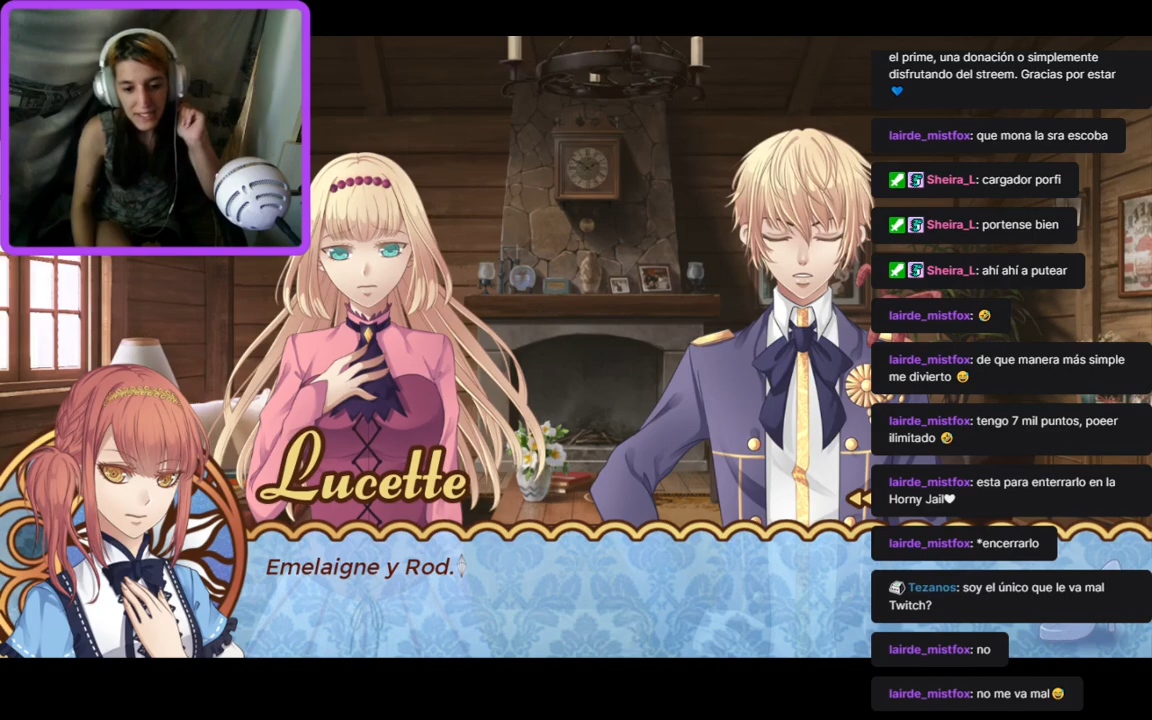 el prime, una donación o simplemente
disfrutando del streem. Gracias por estar
💙
lairde_mistfox: que mona la sra escoba
Sheira_L: cargador porfi
Sheira_L: portense bien
Sheira_L: ahí ahí a putear
lairde_mistfox: 🤣
lairde_mistfox: de que manera más simple
me divierto 😅
lairde_mistfox: tengo 7 mil puntos, poeer
ilimitado 🤣
lairde_mistfox: esta para enterrarlo en la
Horny Jail🤍
lairde_mistfox: *encerrarlo
Tezanos: soy el único que le va mal
Twitch?
lairde_mistfox: no
lairde_mistfox: no me va mal😅
Lucette
Emelaigne y Rod.